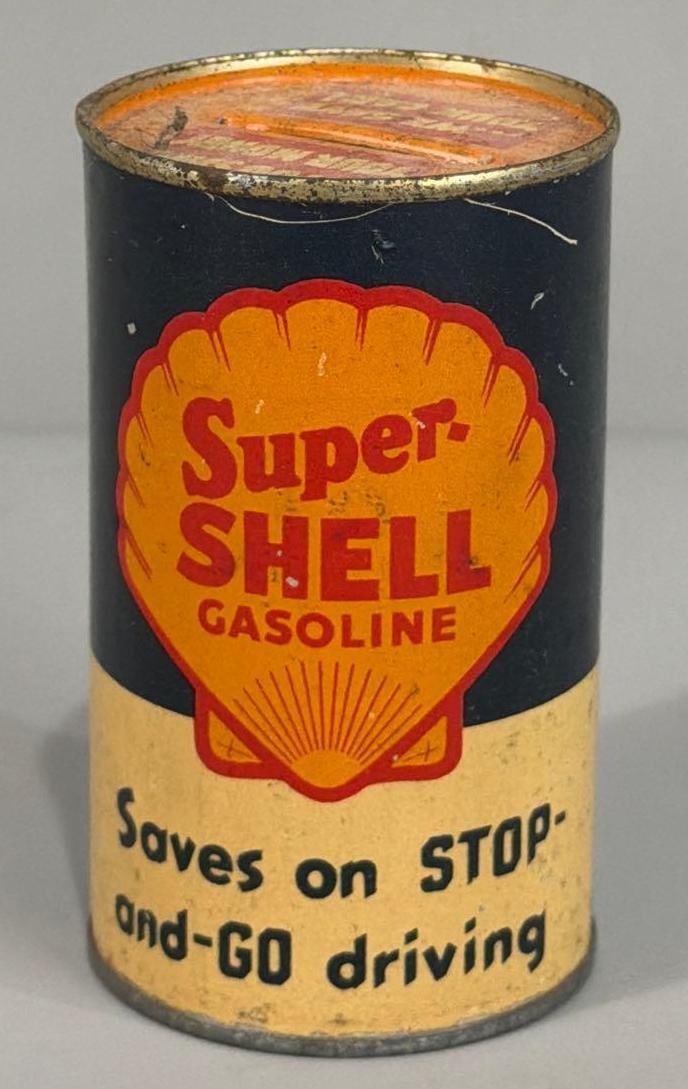 Super-
SHELL
GASOLINE
Saves on STOP-
and-GO driving